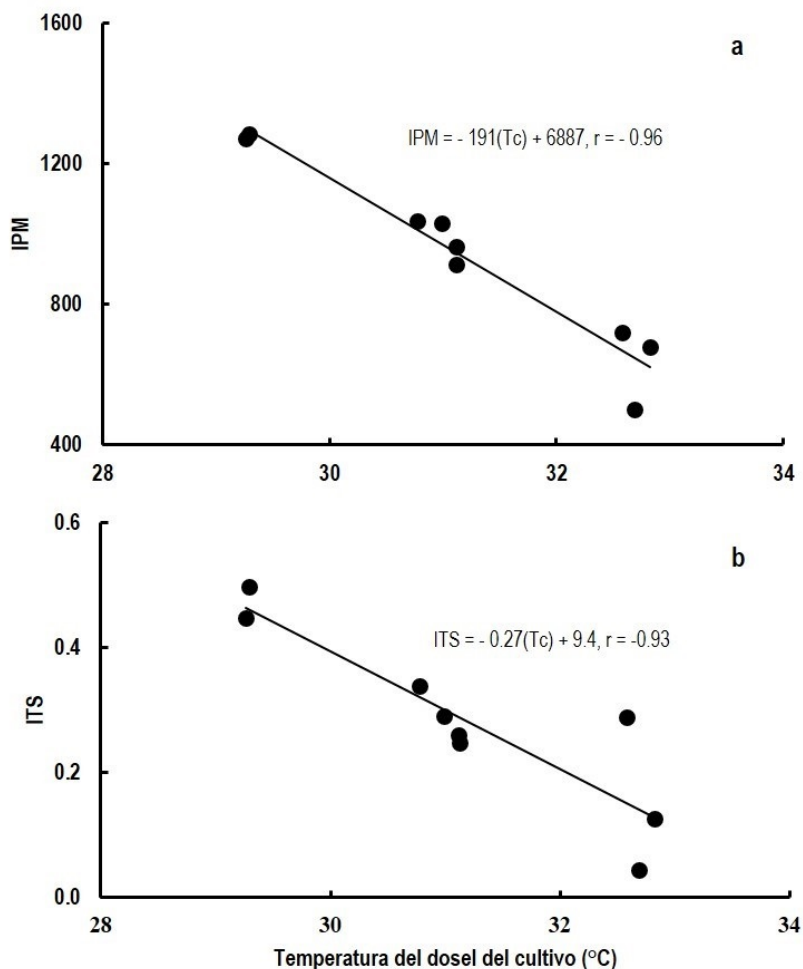 a
1600
IPM = - 191(Tc) + 6887, r = - 0.96
1200
IPM
800
400
28 30 32 34
0.6
b
ITS = - 0.27(Tc) + 9.4, r = -0.93
0.4
ITS
0.2
0.0
28 30 32 34
Temperatura del dosel del cultivo (°C)